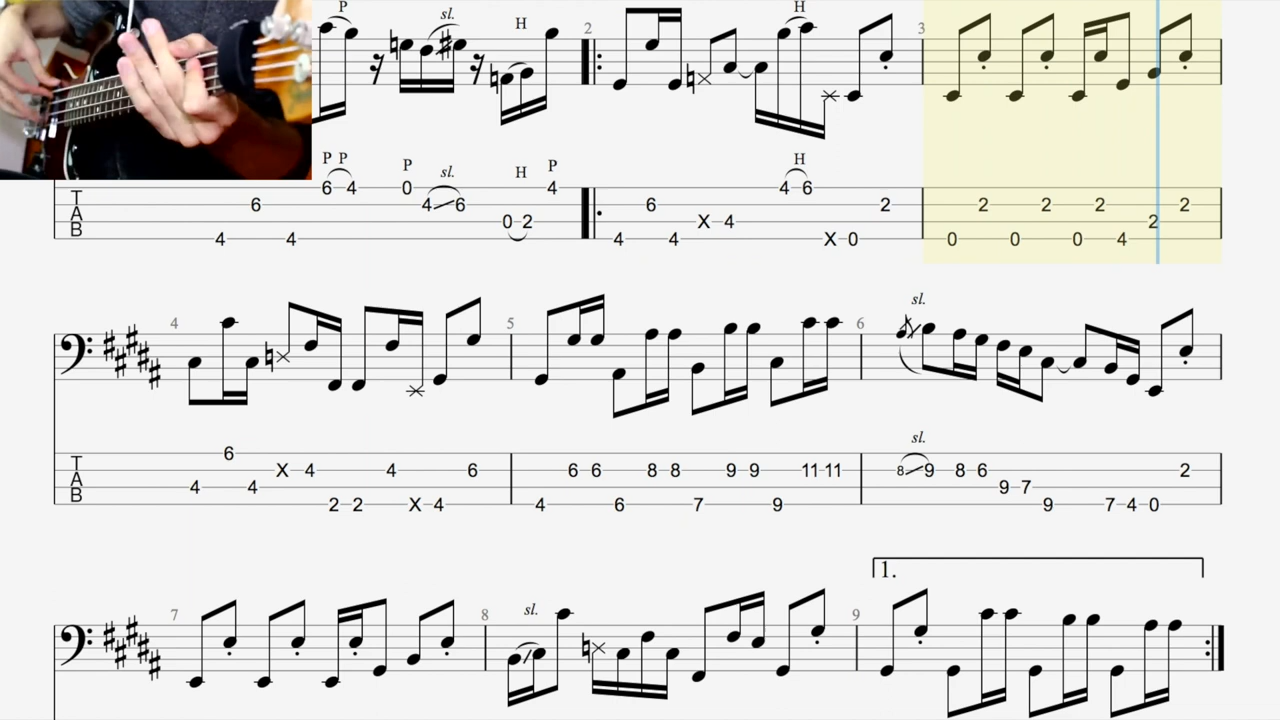 P sl. H H
2 3
P P P sl. H H
T A B 4 6 4 6 4 0 4 6 0 2 4 4 6 4 X 4 4 6 X 0 2 0 2 0 2 0 2 4 2 2
4 5 6 sl.
sl.
T A B 4 6 4 X 4 2 2 4 X 4 6 4 6 6 6 8 8 7 9 9 9 11 11 8 9 8 6 9 7 9 7 4 0 2
1.
7 8 sl. 9